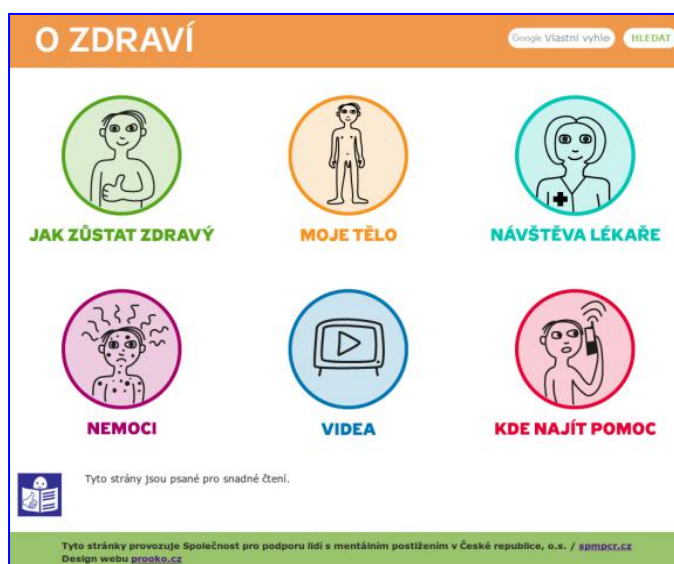 O ZDRAVÍ
Google Vlastní vyhle
HLEDAT
JAK ZŮSTAT ZDRAVÝ
MOJE TĚLO
NÁVŠTĚVA LÉKAŘE
NEMOCI
VIDEA
KDE NAJÍT POMOC
Tyto strány jsou psané pro snadné čtení.
Tyto stránky provozuje Společnost pro podporu lidí s mentálním postižením v České republice, o.s. / spmpcr.cz
Design webu prooko.cz